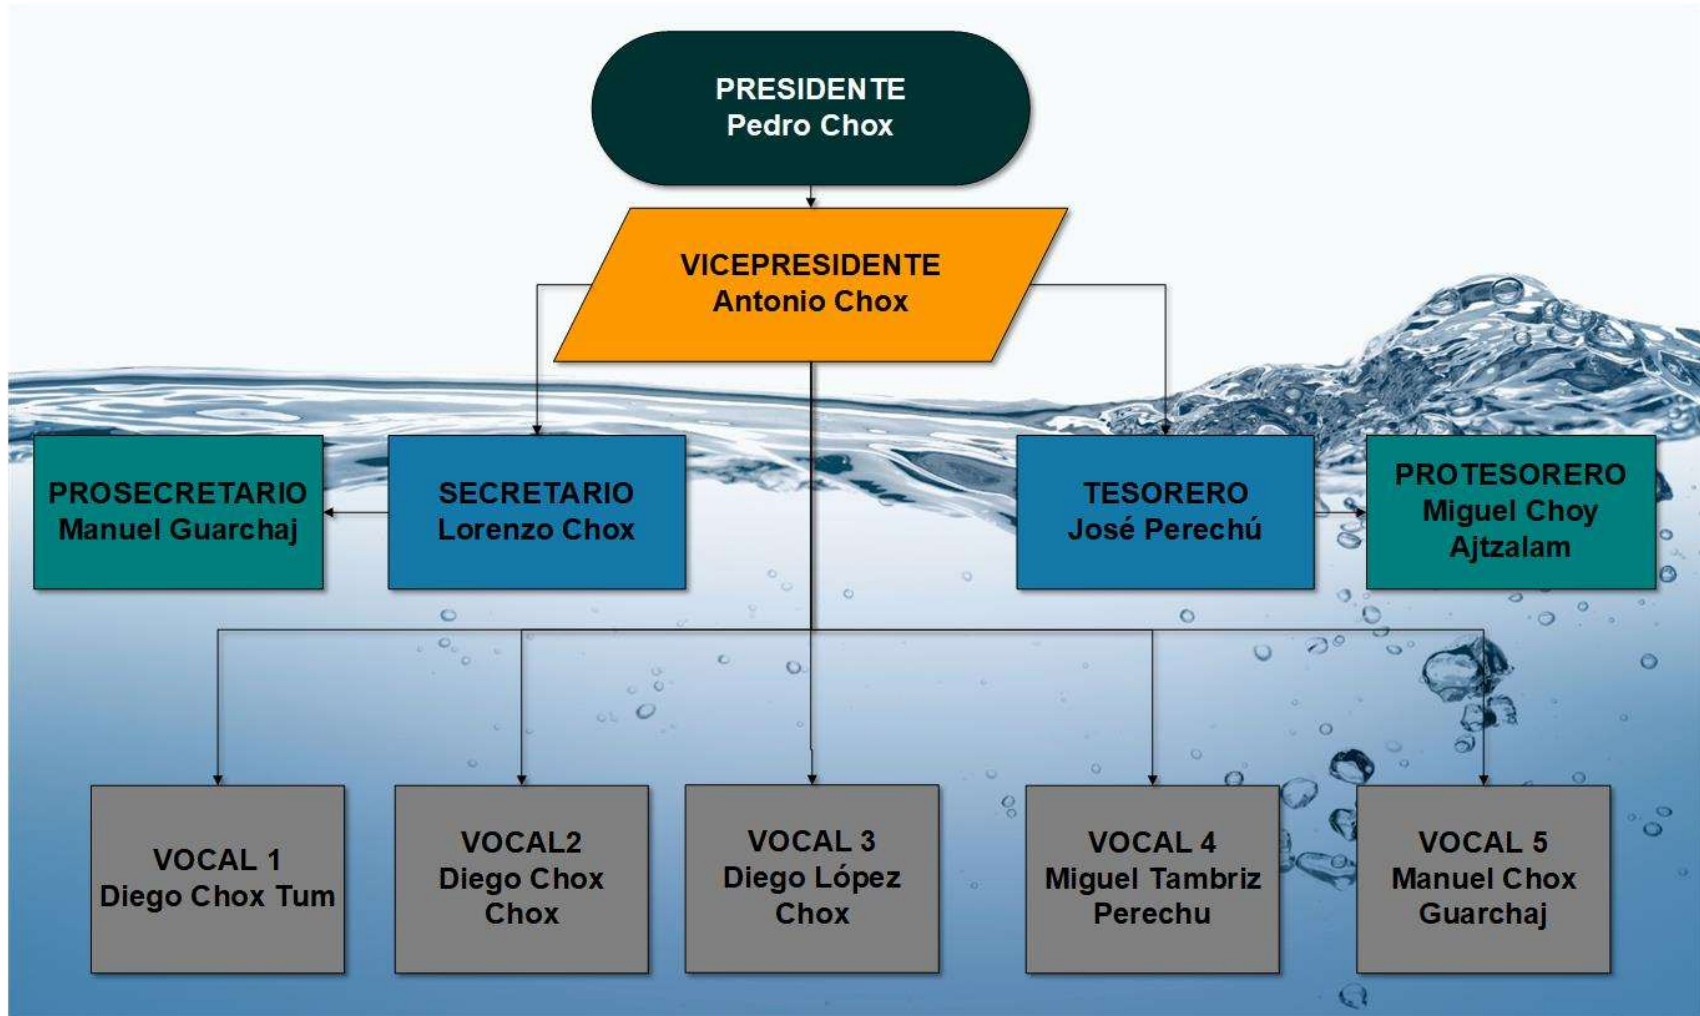 PRESIDENTE
Pedro Chox
VICEPRESIDENTE
Antonio Chox
PROSECRETARIO
Manuel Guarchaj
SECRETARIO
Lorenzo Chox
TESORERO
José Perechú
PROTESORERO
Miguel Choy
Ajtzalam
VOCAL 1
Diego Chox Tum
VOCAL2
Diego Chox
Chox
VOCAL 3
Diego López
Chox
VOCAL 4
Miguel Tambriz
Perechu
VOCAL 5
Manuel Chox
Guarchaj